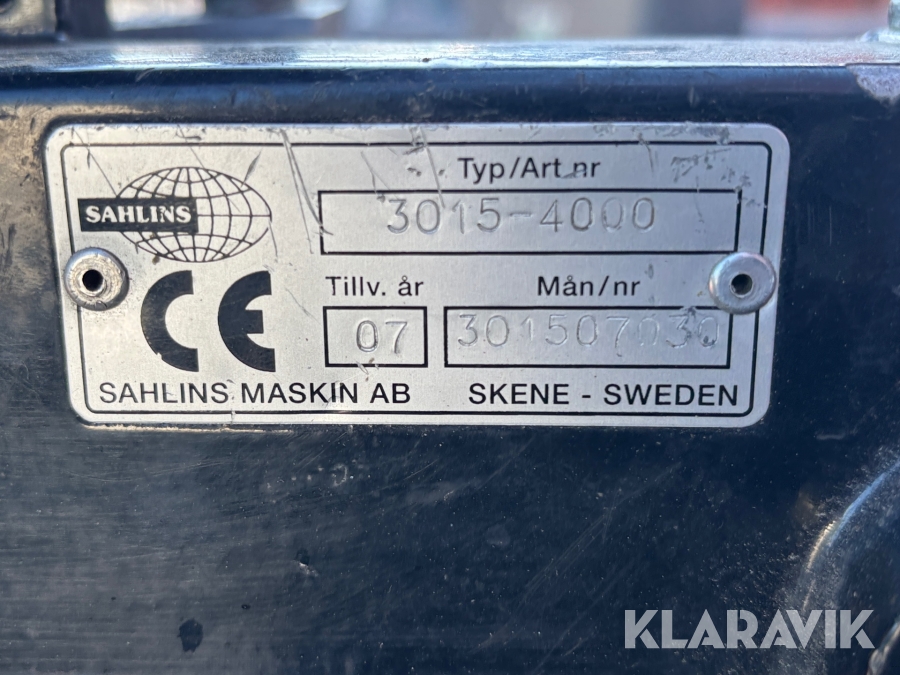 SAHLINS
Typ/Art nr
3015-4000
CE
Tillv. år
Mån/nr
07
301507030
SAHLINS MASKIN AB SKENE - SWEDEN
KLARAVIK